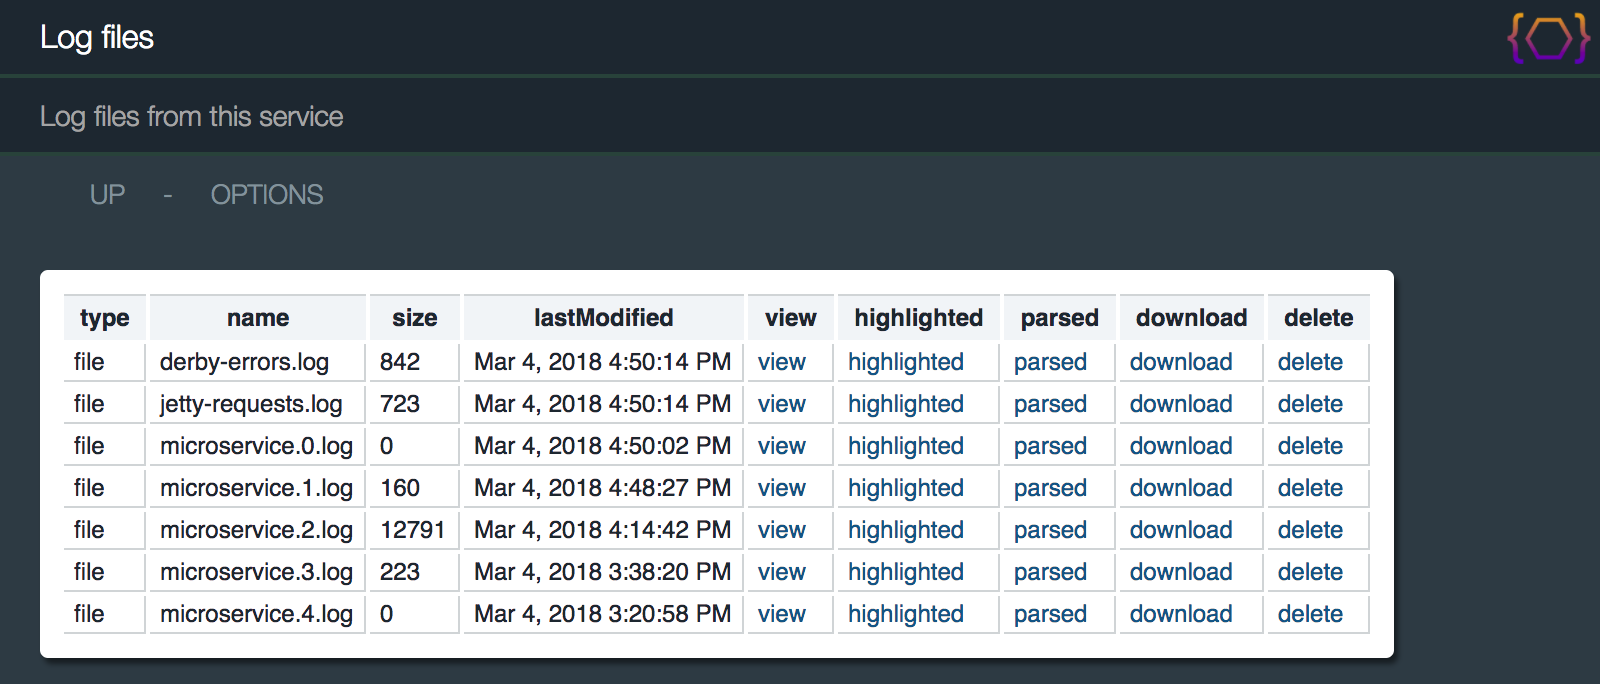 Log files
Log files from this service
UP - OPTIONS
type name size lastModified view highlighted parsed download delete
file derby-errors.log 842 Mar 4, 2018 4:50:14 PM view highlighted parsed download delete
file jetty-requests.log 723 Mar 4, 2018 4:50:14 PM view highlighted parsed download delete
file microservice.0.log 0 Mar 4, 2018 4:50:02 PM view highlighted parsed download delete
file microservice.1.log 160 Mar 4, 2018 4:48:27 PM view highlighted parsed download delete
file microservice.2.log 12791 Mar 4, 2018 4:14:42 PM view highlighted parsed download delete
file microservice.3.log 223 Mar 4, 2018 3:38:20 PM view highlighted parsed download delete
file microservice.4.log 0 Mar 4, 2018 3:20:58 PM view highlighted parsed download delete